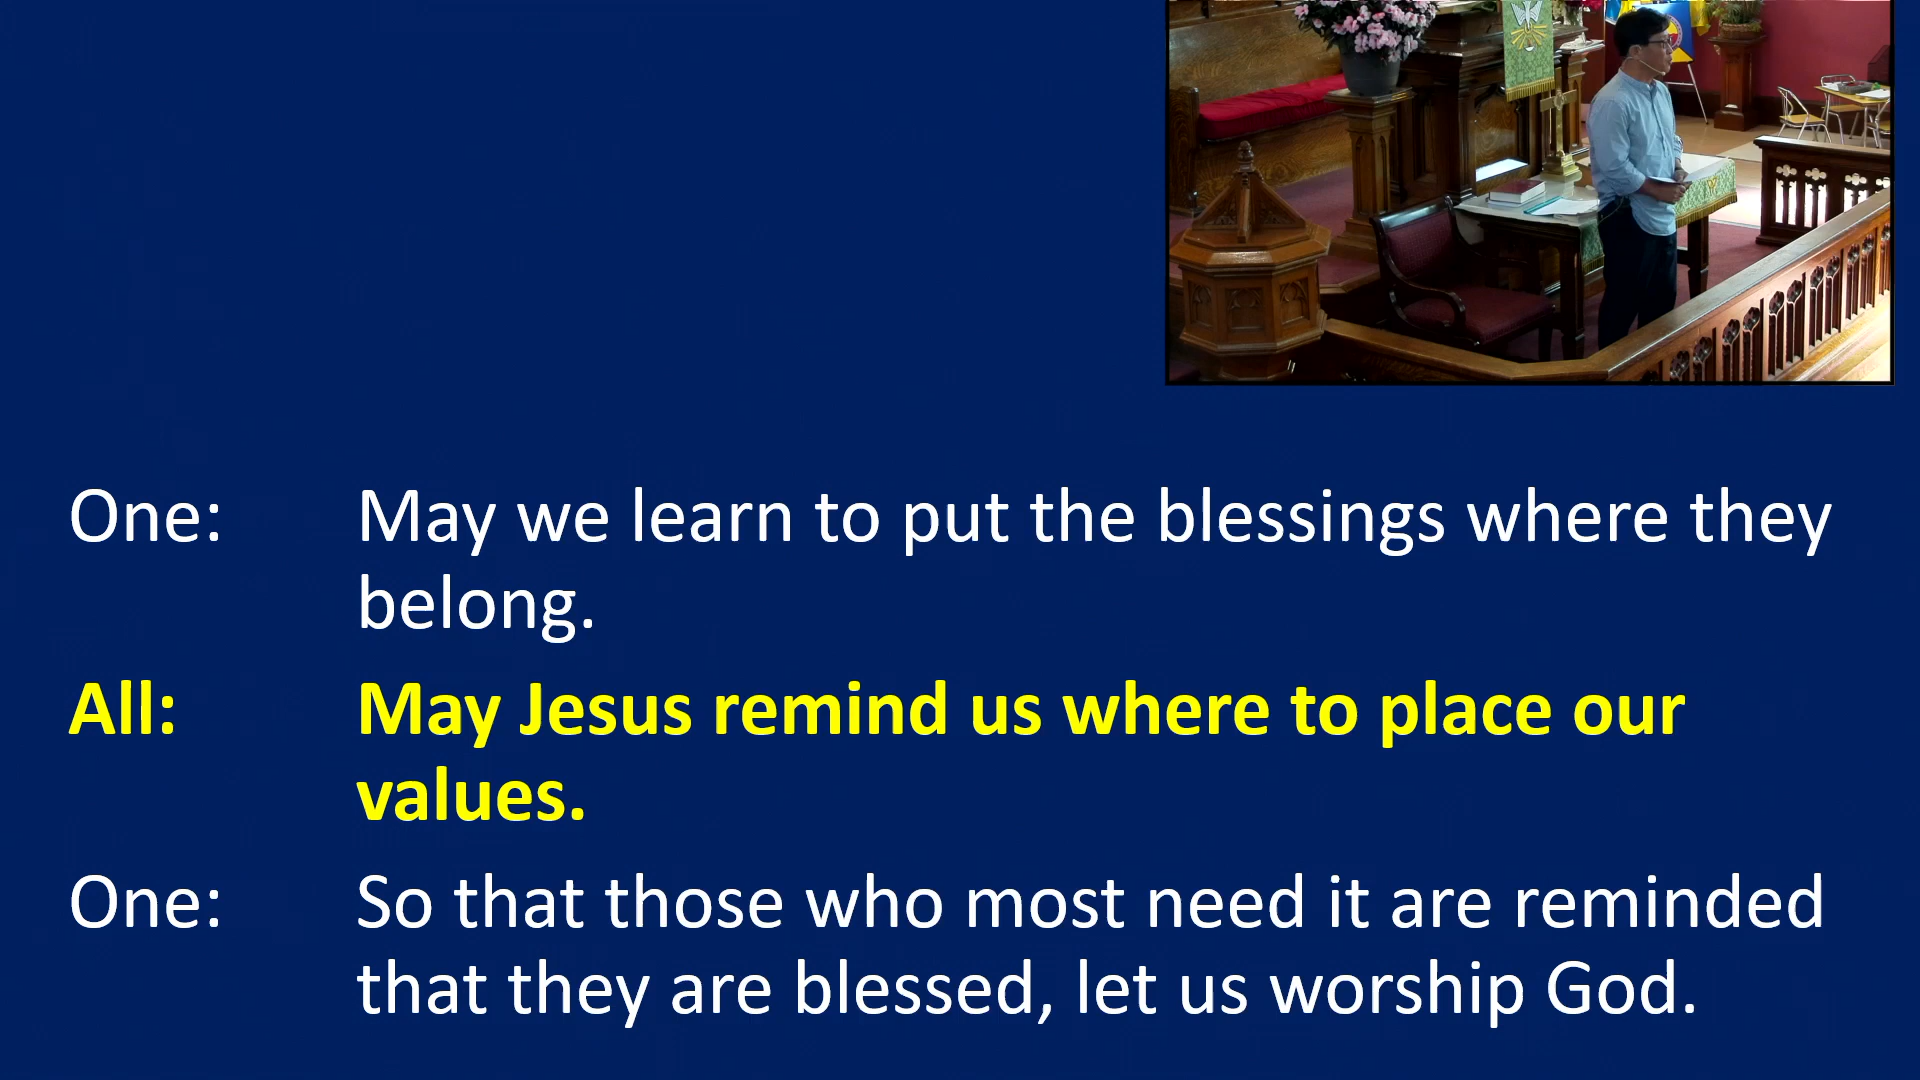 One: May we learn to put the blessings where they
belong.
All: May Jesus remind us where to place our
values.
One: So that those who most need it are reminded
that they are blessed, let us worship God.